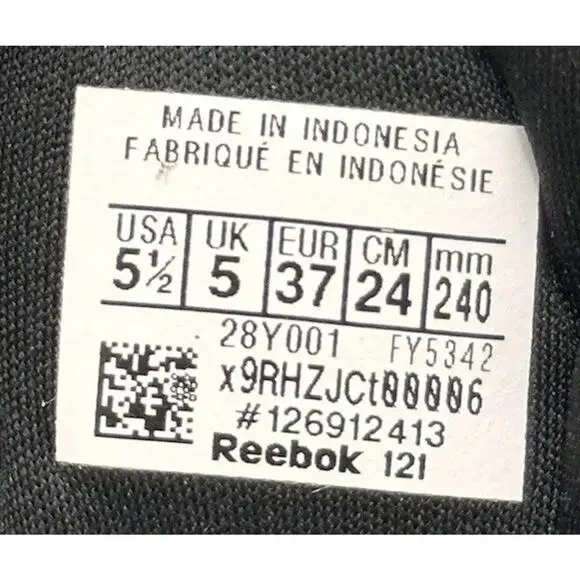 MADE IN INDONESIA
FABRIQUÉ EN INDONÉSIE
USA UK EUR CM mm
5½ 5 37 24 240
28Y001 FY5342
x9RHZJCt00006
#126912413
Reebok 121